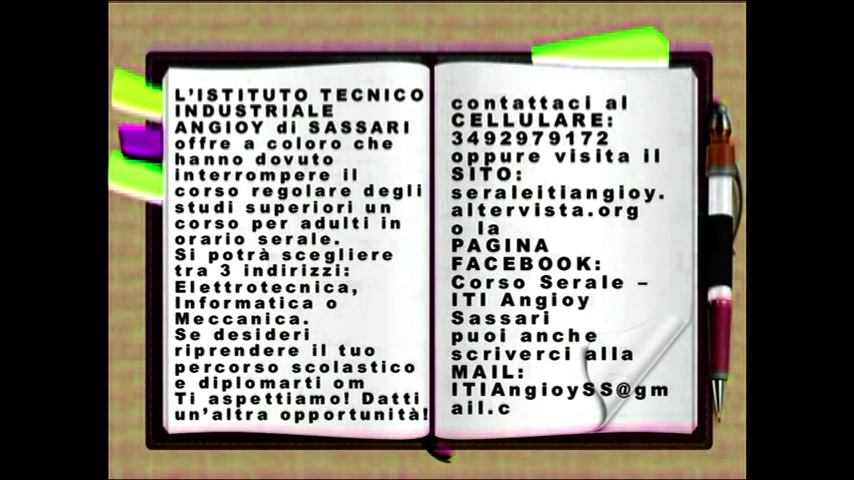 L'ISTITUTO TECNICO
INDUSTRIALE
ANGIOY di SASSARI
offre a coloro che
hanno dovuto
interrompere il
corso regolare degli
studi superiori un
corso per adulti in
orario serale.
Si potrà scegliere
tra 3 indirizzi:
Elettrotecnica,
Informatica o
Meccanica.
Se desideri
riprendere il tuo
percorso scolastico
e diplomarti om
Ti aspettiamo! Datti
un'altra opportunità!
contattaci al
CELLULARE:
3492979172
oppure visita il
SITO:
seraleitiangioy.
altervista.org
o la
PAGINA
FACEBOOK:
Corso Serale –
ITI Angioy
Sassari
puoi anche
scriverci alla
MAIL:
ITIAngioySS@gm
ail.c